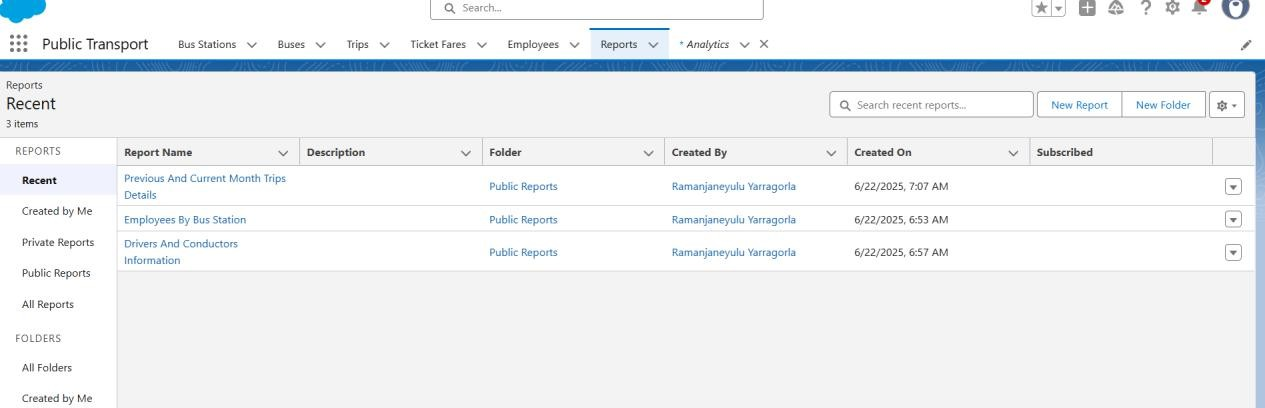 Search...
Public Transport Bus Stations Buses Trips Ticket Fares Employees Reports * Analytics
Reports
Recent
3 items
Search recent reports...
New Report
New Folder
REPORTS
Recent
Created by Me
Private Reports
Public Reports
All Reports
FOLDERS
All Folders
Created by Me
Report Name Description Folder Created By Created On Subscribed
Previous And Current Month Trips
Details
Public Reports Ramanjaneyulu Yarragorla 6/22/2025, 7:07 AM
Employees By Bus Station Public Reports Ramanjaneyulu Yarragorla 6/22/2025, 6:53 AM
Drivers And Conductors
Information
Public Reports Ramanjaneyulu Yarragorla 6/22/2025, 6:57 AM